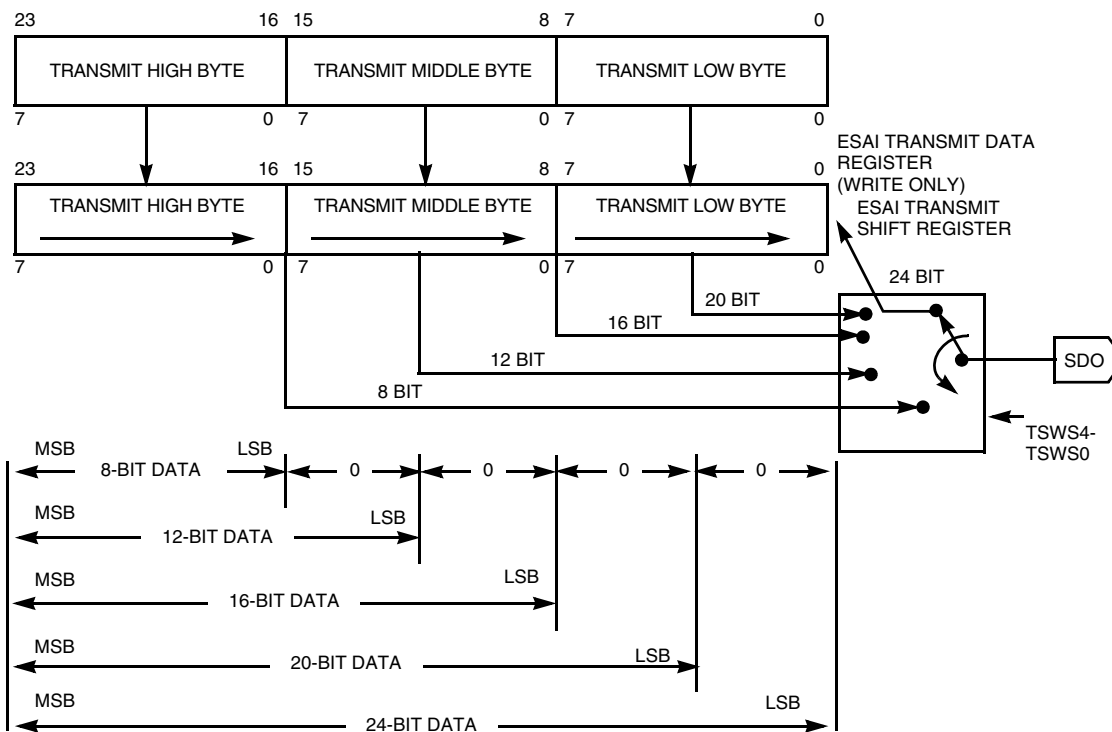 23 16 15 8 7 0
TRANSMIT HIGH BYTE TRANSMIT MIDDLE BYTE TRANSMIT LOW BYTE
7 0 7 0 7 0
ESAI TRANSMIT DATA
REGISTER
(WRITE ONLY)
23 16 15 8 7 0
TRANSMIT HIGH BYTE TRANSMIT MIDDLE BYTE TRANSMIT LOW BYTE
ESAI TRANSMIT
SHIFT REGISTER
7 0 7 0 7 0
24 BIT
20 BIT
16 BIT
12 BIT
8 BIT
SDO
TSWS4-
TSWS0
MSB LSB
8-BIT DATA 0 0 0 0
MSB LSB
12-BIT DATA
MSB LSB
16-BIT DATA
MSB LSB
20-BIT DATA
MSB LSB
24-BIT DATA